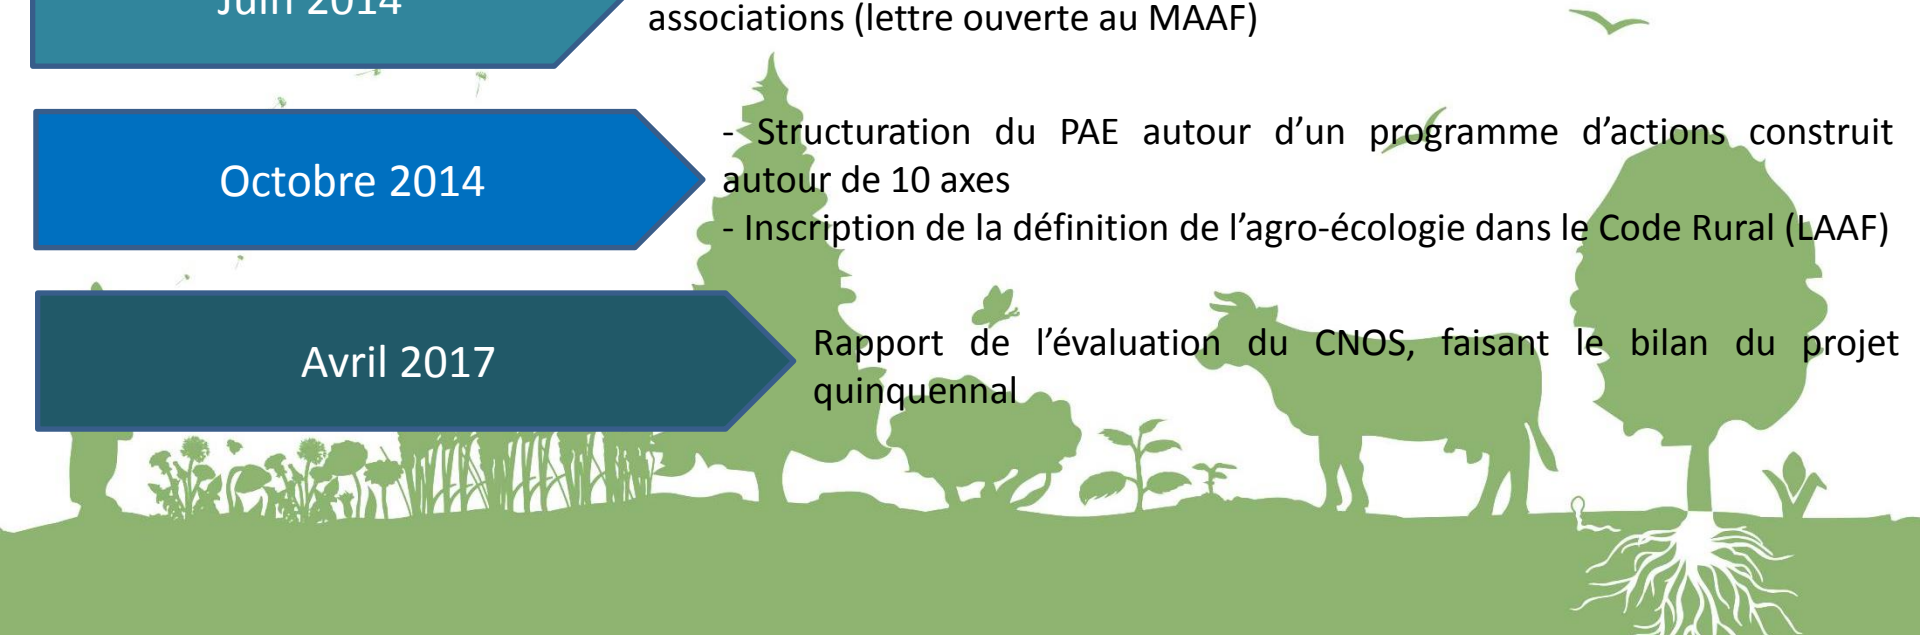 Juin 2014
associations (lettre ouverte au MAAF)
Octobre 2014
- Structuration du PAE autour d’un programme d’actions construit
autour de 10 axes
- Inscription de la définition de l’agro-écologie dans le Code Rural (LAAF)
Avril 2017
Rapport de l’évaluation du CNOS, faisant le bilan du projet
quinquennal